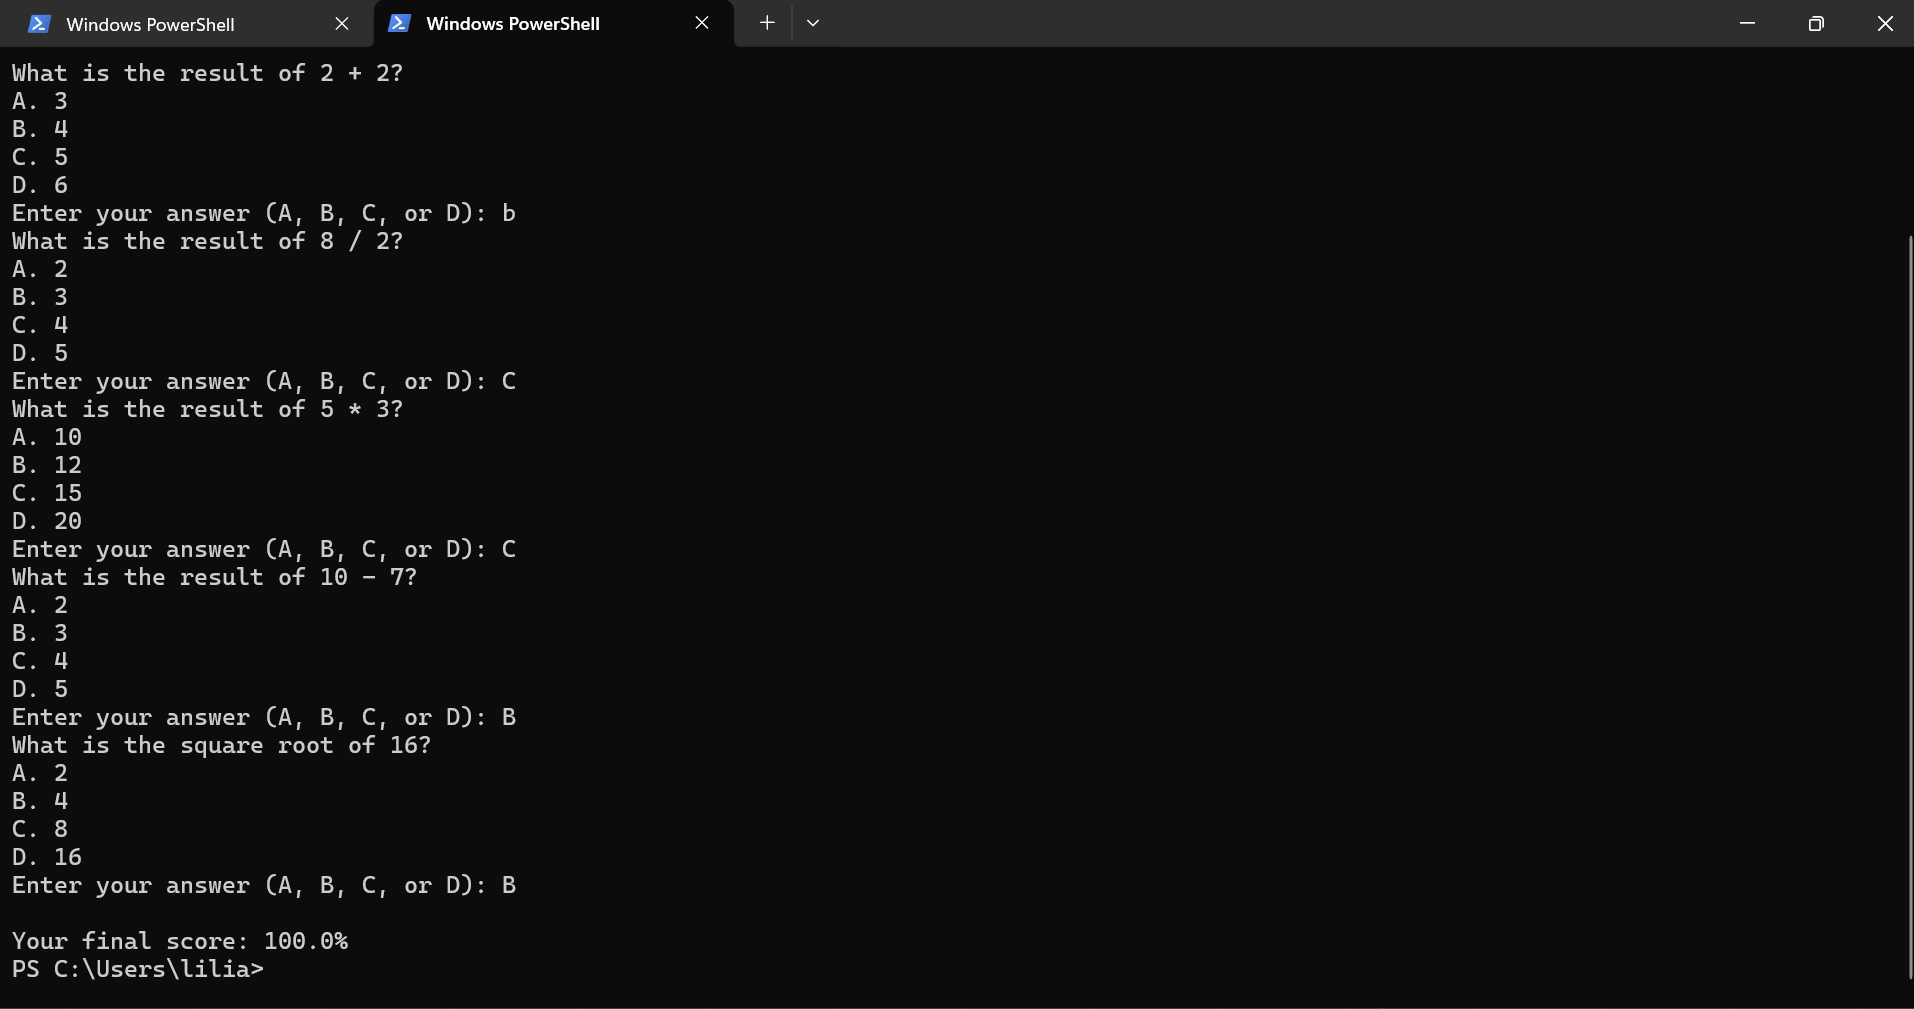 Windows PowerShell
Windows PowerShell
What is the result of 2 + 2?
A. 3
B. 4
C. 5
D. 6
Enter your answer (A, B, C, or D): b
What is the result of 8 / 2?
A. 2
B. 3
C. 4
D. 5
Enter your answer (A, B, C, or D): C
What is the result of 5 * 3?
A. 10
B. 12
C. 15
D. 20
Enter your answer (A, B, C, or D): C
What is the result of 10 - 7?
A. 2
B. 3
C. 4
D. 5
Enter your answer (A, B, C, or D): B
What is the square root of 16?
A. 2
B. 4
C. 8
D. 16
Enter your answer (A, B, C, or D): B
Your final score: 100.0%
PS C:\Users\lilia>